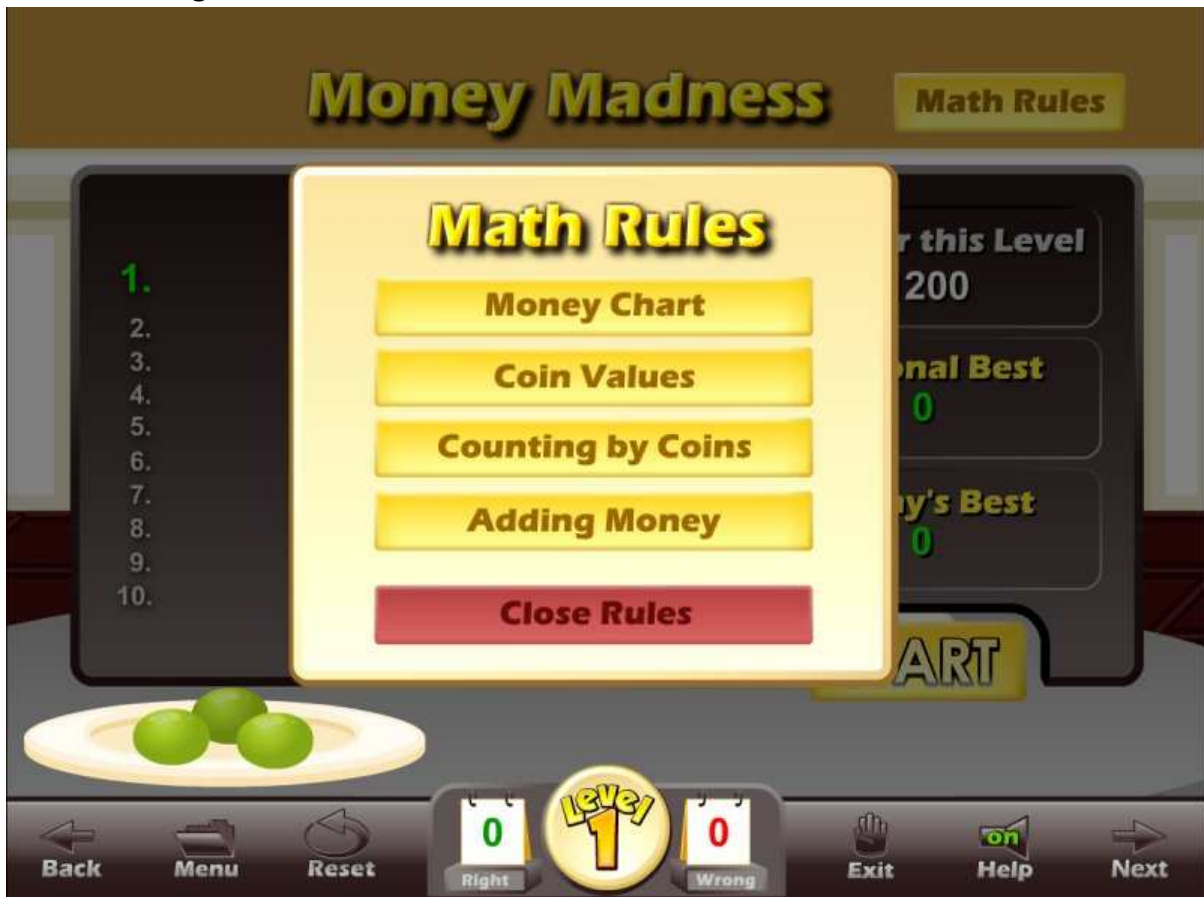 Money Madness
Math Rules
Math Rules
Money Chart
Coin Values
Counting by Coins
Adding Money
Close Rules
1.
2.
3.
4.
5.
6.
7.
8.
9.
10.
this Level
200
Best
0
Best
0
Back
Menu
Reset
0
Right
Level
1
0
Wrong
Exit
on
Help
Next